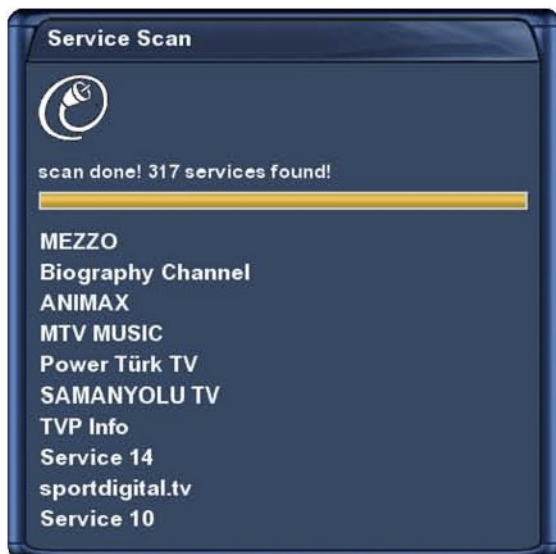 Service Scan
scan done! 317 services found!
MEZZO
Biography Channel
ANIMAX
MTV MUSIC
Power Türk TV
SAMANYOLU TV
TVP Info
Service 14
sportdigital.tv
Service 10